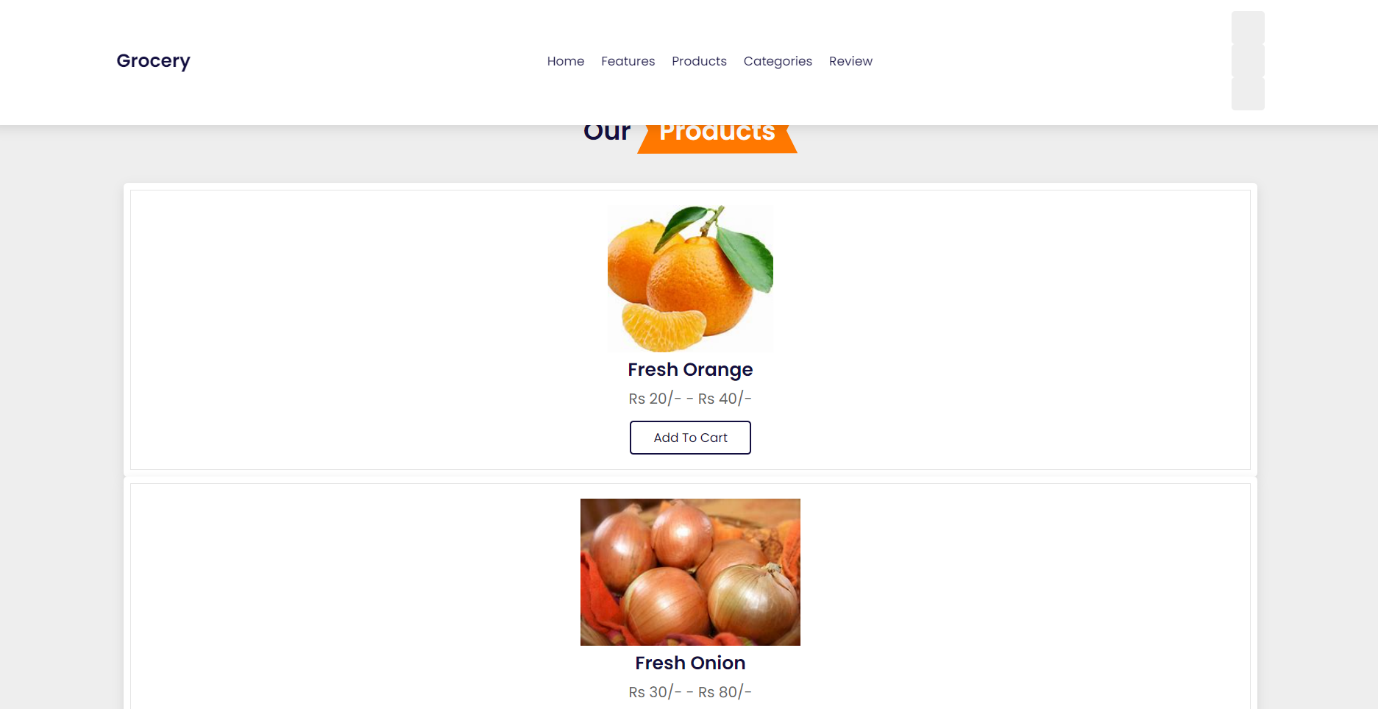 Grocery
Home Features Products Categories Review
Our Products
Fresh Orange
Rs 20/- - Rs 40/-
Add To Cart
Fresh Onion
Rs 30/- - Rs 80/-